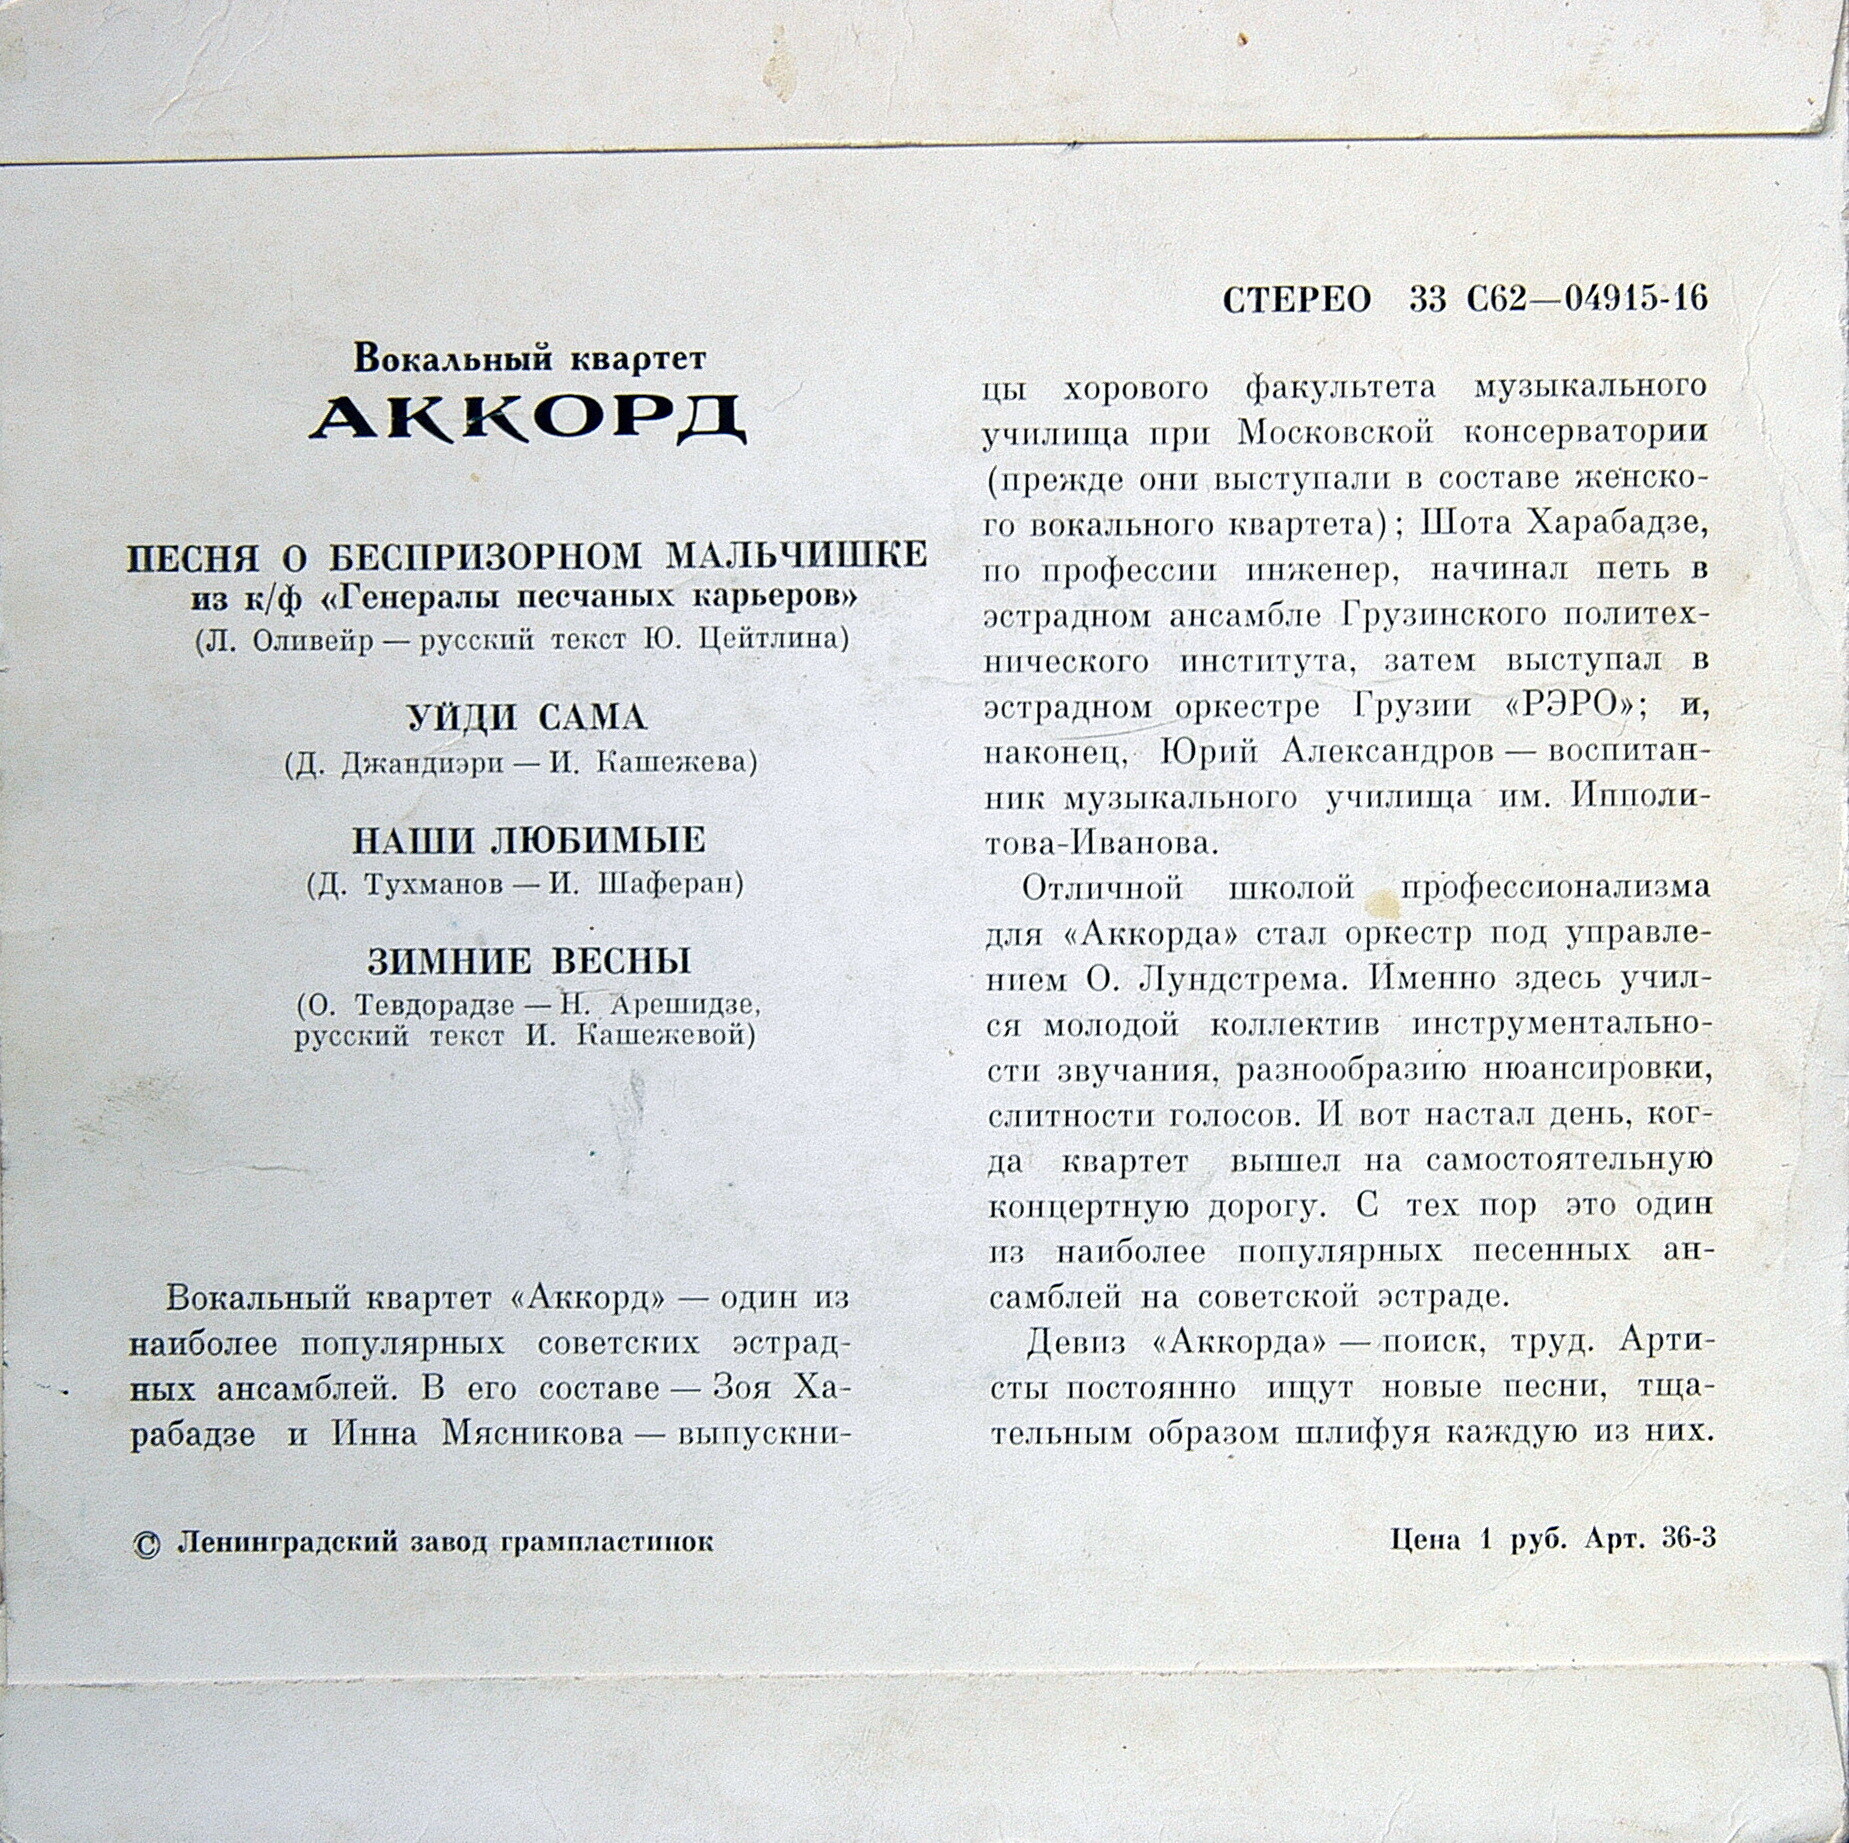 Вокальный квартет
АККОРД
ПЕСНЯ О БЕСПРИЗОРНОМ МАЛЬЧИШКЕ
из к/ф «Генералы песчаных карьеров»
(Л. Оливейр — русский текст Ю. Цейтлина)
УЙДИ САМА
(Д. Джандиэри — И. Кашежева)
НАШИ ЛЮБИМЫЕ
(Д. Тухманов — И. Шаферан)
ЗИМНИЕ ВЕСНЫ
(О. Тевдорадзе — Н. Арешидзе,
русский текст И. Кашежевой)
Вокальный квартет «Аккорд» — один из
наиболее популярных советских эстрад-
ных ансамблей. В его составе — Зоя Ха-
рабадзе и Инна Мясникова — выпускни-
СТЕРЕО 33 С62—04915-16
цы хорового факультета музыкального
училища при Московской консерватории
(прежде они выступали в составе женско-
го вокального квартета); Шота Харабадзе,
по профессии инженер, начинал петь в
эстрадном ансамбле Грузинского политех-
нического института, затем выступал в
эстрадном оркестре Грузии «РЭРО»; и,
наконец, Юрий Александров — воспитан-
ник музыкального училища им. Ипполи-
това-Иванова.
Отличной школой профессионализма
для «Аккорда» стал оркестр под управле-
нием О. Лундстрема. Именно здесь учил-
ся молодой коллектив инструментально-
сти звучания, разнообразию нюансировки,
слитности голосов. И вот настал день, ког-
да квартет вышел на самостоятельную
концертную дорогу. С тех пор это один
из наиболее популярных песенных ан-
самблей на советской эстраде.
Девиз «Аккорда» — поиск, труд. Арти-
сты постоянно ищут новые песни, тща-
тельным образом шлифуя каждую из них.
© Ленинградский завод грампластинок
Цена 1 руб. Арт. 36-3